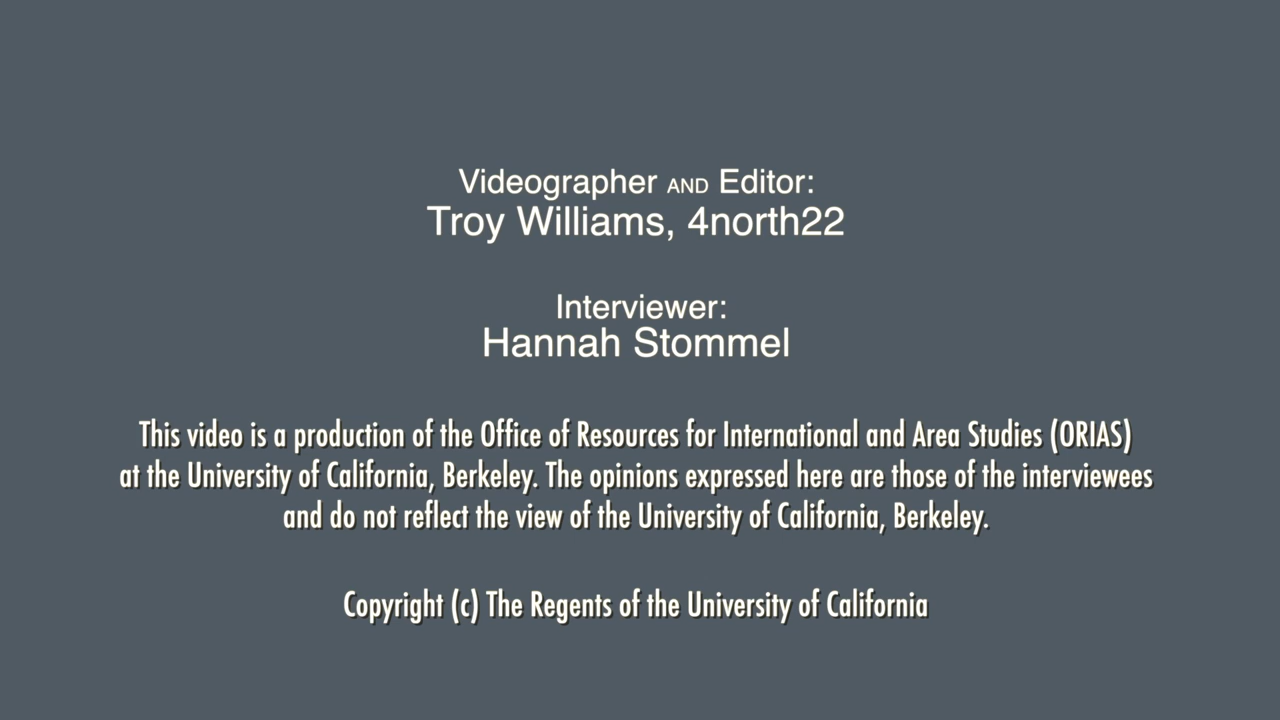 Videographer AND Editor:
Troy Williams, 4north22
Interviewer:
Hannah Stommel
This video is a production of the Office of Resources for International and Area Studies (ORIAS)
at the University of California, Berkeley. The opinions expressed here are those of the interviewees
and do not reflect the view of the University of California, Berkeley.
Copyright (c) The Regents of the University of California